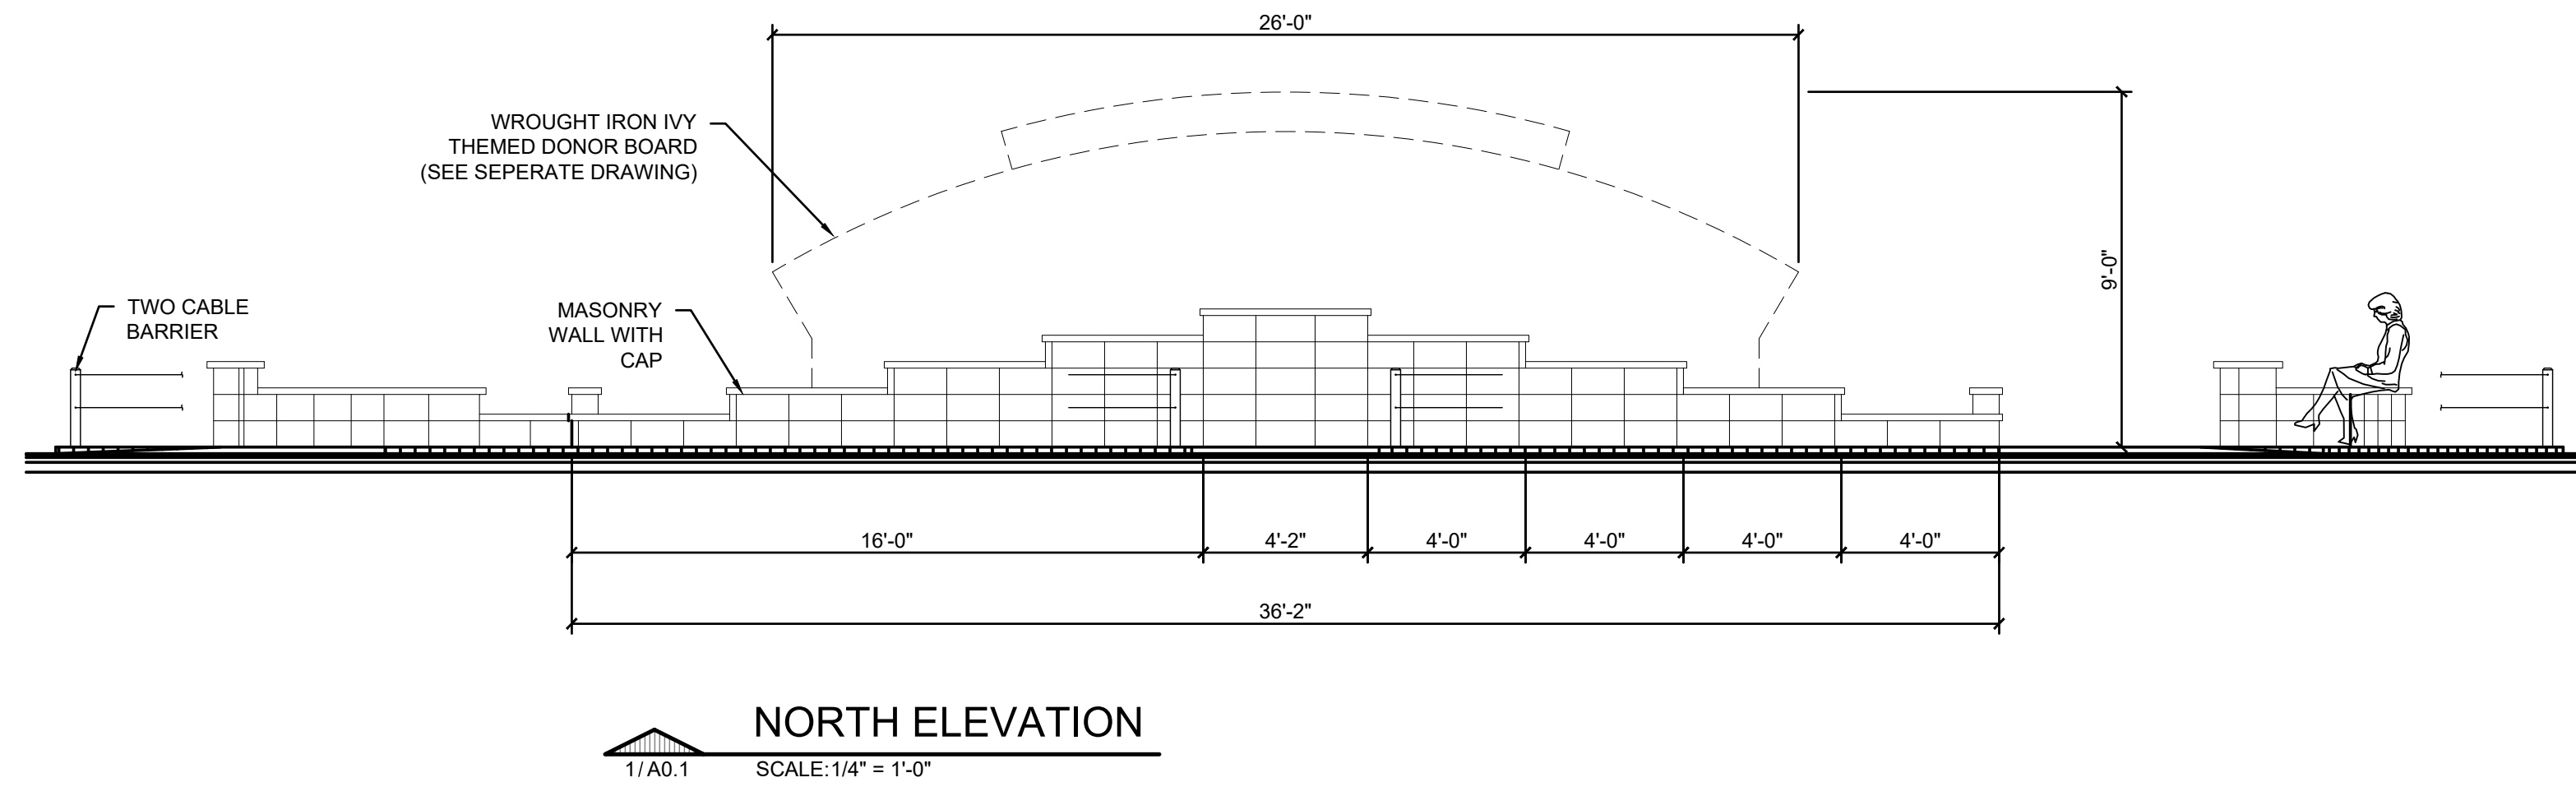 26'-0"
WROUGHT IRON IVY
THEMED DONOR BOARD
(SEE SEPERATE DRAWING)
9'-0"
TWO CABLE
BARRIER
MASONRY
WALL WITH
CAP
16'-0"
4'-2"
4'-0"
4'-0"
4'-0"
4'-0"
36'-2"
NORTH ELEVATION
1/ A0.1
SCALE:1/4" = 1'-0"